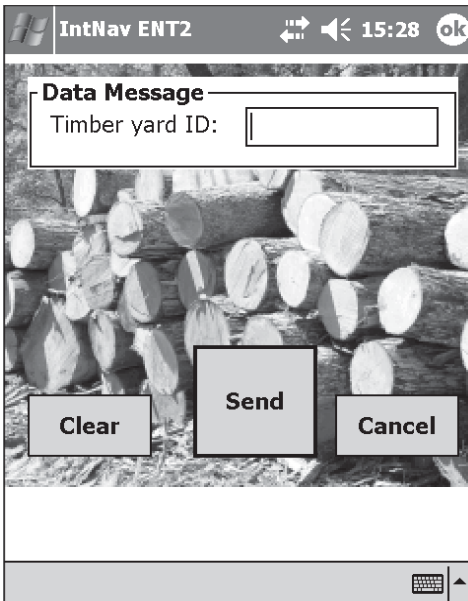 IntNav ENT2 15:28 ok
Data Message
Timber yard ID:
Send
Clear Cancel